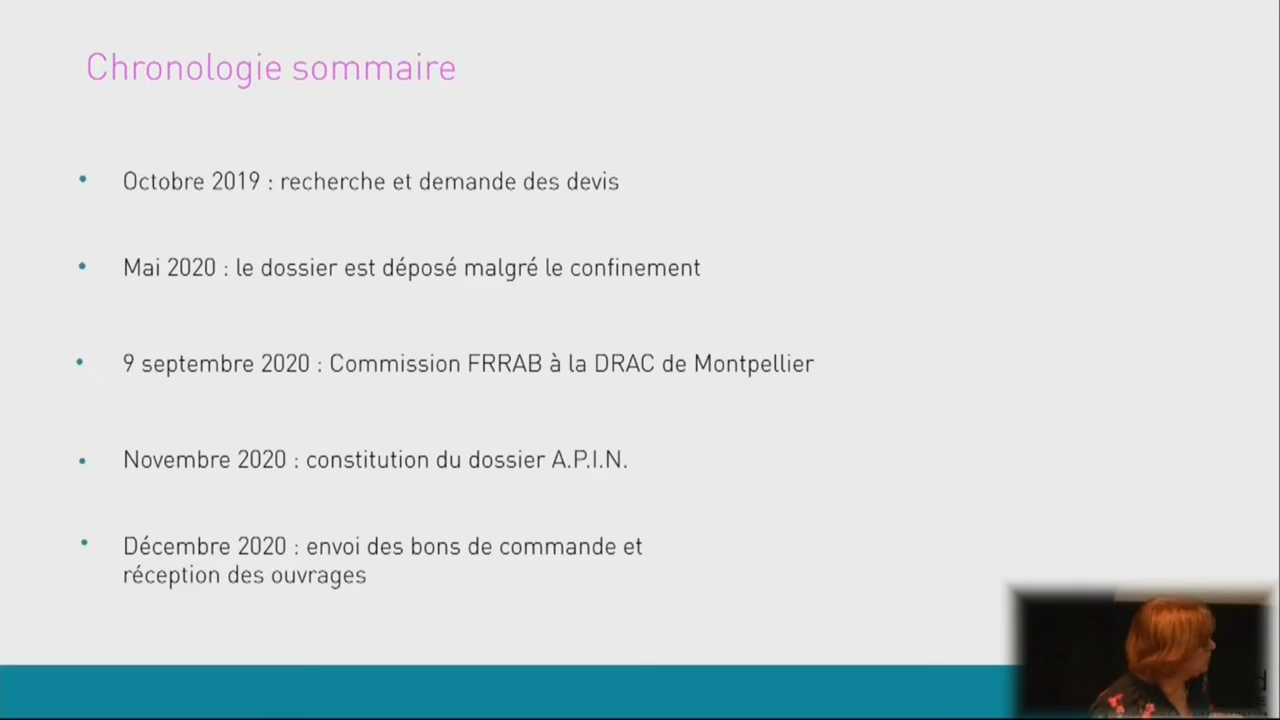 Chronologie sommaire
• Octobre 2019 : recherche et demande des devis
• Mai 2020 : le dossier est déposé malgré le confinement
• 9 septembre 2020 : Commission FRRAB à la DRAC de Montpellier
• Novembre 2020 : constitution du dossier A.P.I.N.
• Décembre 2020 : envoi des bons de commande et
réception des ouvrages